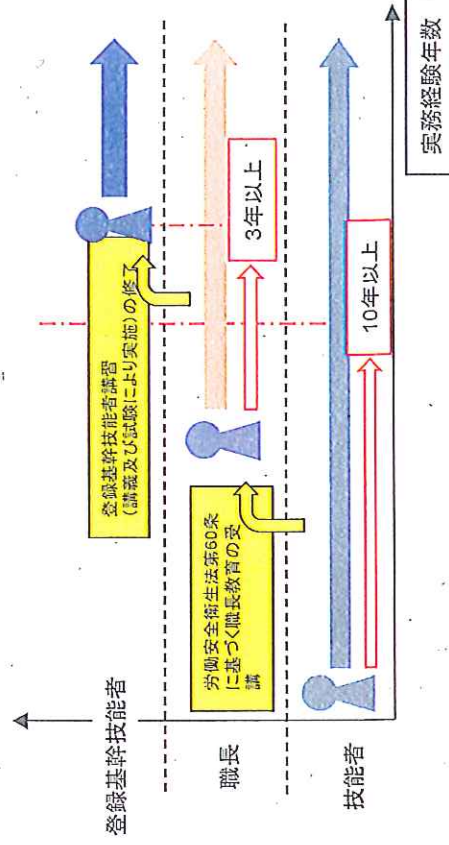 登録基幹技能者
登録基幹技能者講習
(講義及び試験により実施)の修了
職長
労働安全衛生法第60条
に基づく職長教育の受
講
3年以上
技能者
10年以上
実務経験年数